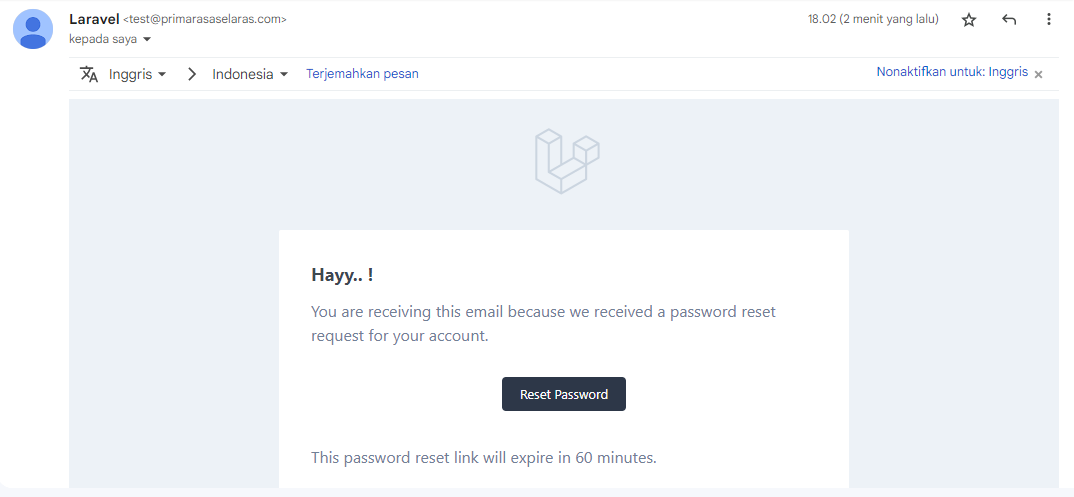 Laravel <test@primarasaselaras.com>
18.02 (2 menit yang lalu)
kepada saya
Inggris
Indonesia
Terjemahkan pesan
Nonaktifkan untuk: Inggris
Hayy.. !
You are receiving this email because we received a password reset
request for your account.
Reset Password
This password reset link will expire in 60 minutes.